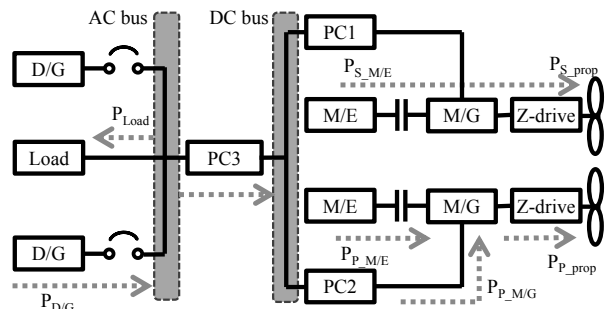 AC bus DC bus
PC1
D/G
P_S_M/E P_S_prop
P_Load
M/E M/G Z-drive
Load PC3
M/E M/G Z-drive
D/G
P_P_M/E P_P_prop
PC2 P_P_M/G
P_D/G